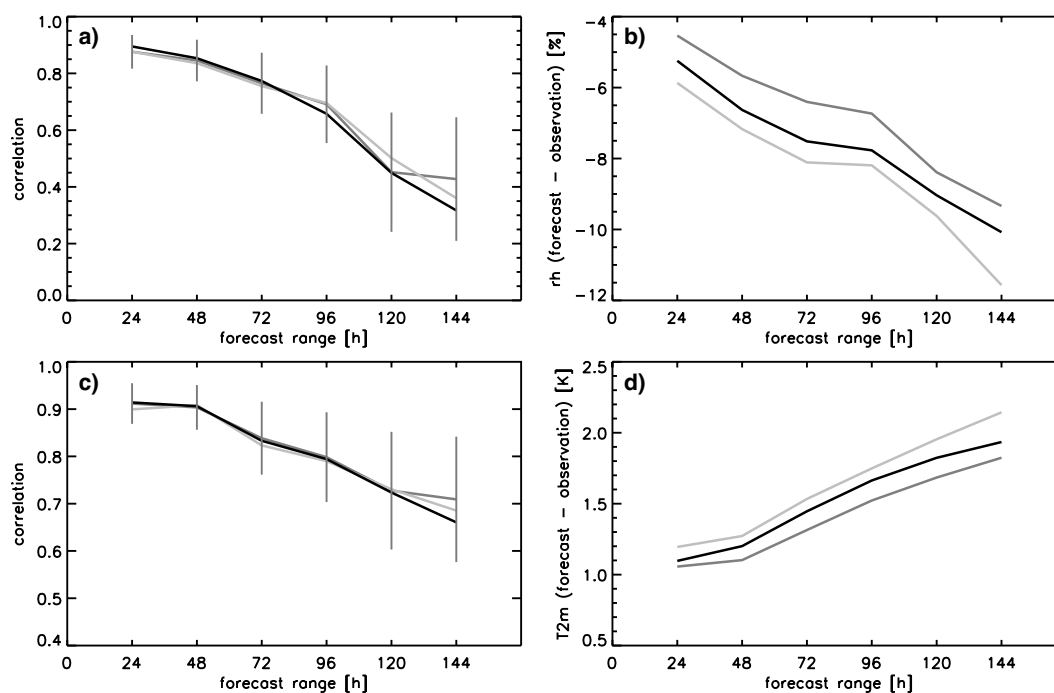 a)
1.0
0.8
0.6
0.4
0.2
0.0
correlation
0 24 48 72 96 120 144
forecast range [h]
b)
−4
−6
−8
−10
−12
rh (forecast − observation) [%]
0 24 48 72 96 120 144
forecast range [h]
c)
1.0
0.9
0.8
0.7
0.6
0.5
0.4
correlation
0 24 48 72 96 120 144
forecast range [h]
d)
2.5
2.0
1.5
1.0
0.5
T2m (forecast − observation) [K]
0 24 48 72 96 120 144
forecast range [h]